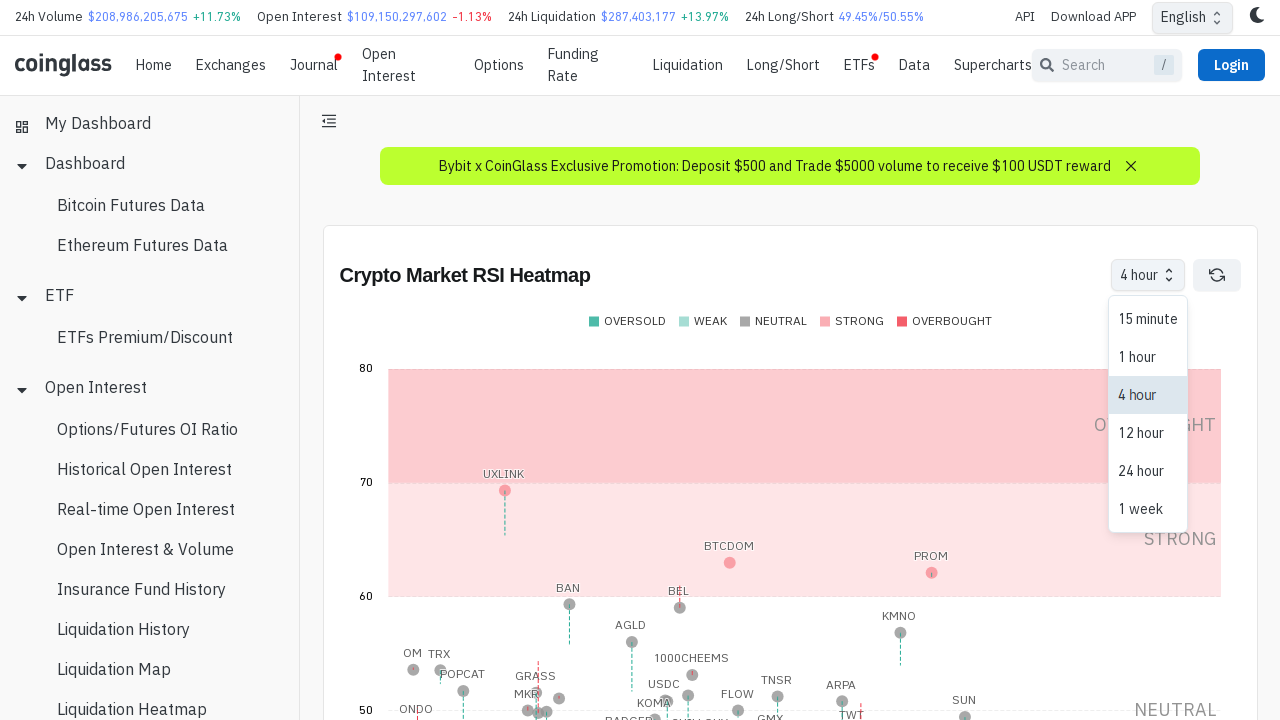 24h Volume $208,986,205,675 +11.73% Open Interest $109,150,297,602 -1.13% 24h Liquidation $287,403,177 +13.97% 24h Long/Short 49.45%/50.55% API Download APP English
coinglass Home Exchanges Journal Open Interest Options Funding Rate Liquidation Long/Short ETFs Data Supercharts Search / Login
My Dashboard
Dashboard
Bitcoin Futures Data
Ethereum Futures Data
ETF
ETFs Premium/Discount
Open Interest
Options/Futures OI Ratio
Historical Open Interest
Real-time Open Interest
Open Interest & Volume
Insurance Fund History
Liquidation History
Liquidation Map
Liquidation Heatmap
Bybit x CoinGlass Exclusive Promotion: Deposit $500 and Trade $5000 volume to receive $100 USDT reward
Crypto Market RSI Heatmap
4 hour
15 minute
1 hour
4 hour
12 hour
24 hour
1 week
OVERSOLD WEAK NEUTRAL STRONG OVERBOUGHT
80
70
UXLINK
STRONG
BTCDOM
PROM
60
BAN
BEL
KMNO
AGLD
OM TRX
1000CHEEMS
POPCAT
GRASS
TNSR
USDC
ARPA
MKR
FLOW
KOMA
SUN
ONDO
50
NEUTRAL
TWT
GMX